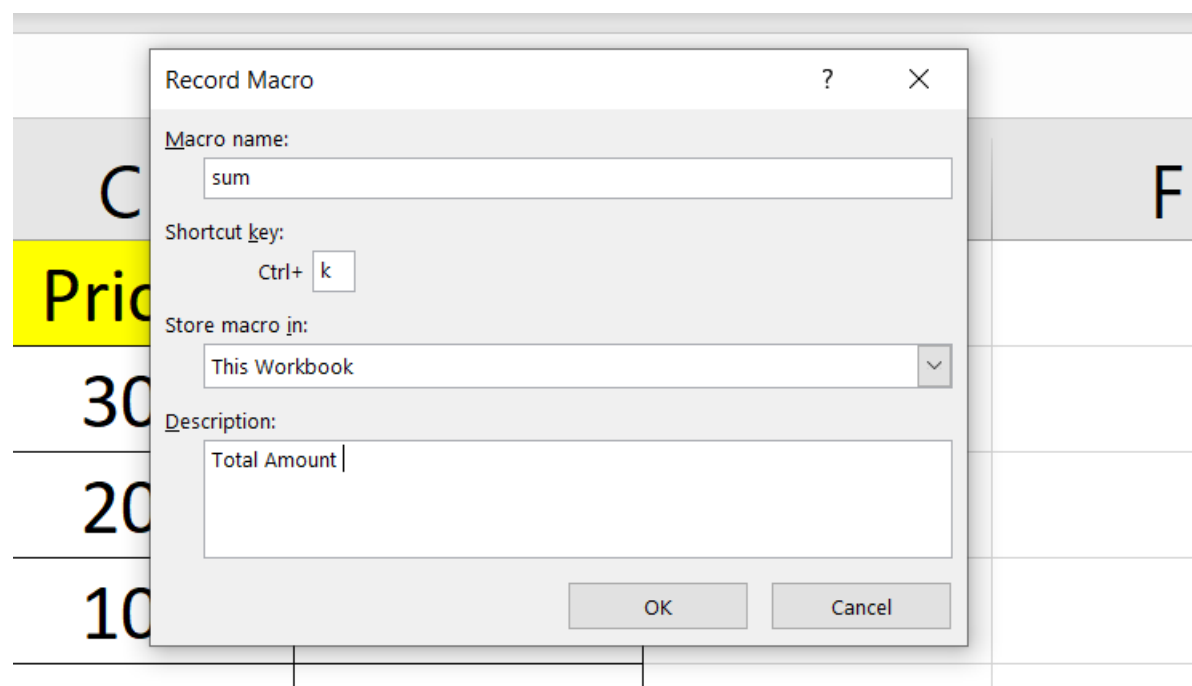 Record Macro ?
Macro name:
sum
Shortcut key:
Ctrl+ k
Store macro in:
This Workbook
Description:
Total Amount
OK Cancel
C F
Pric
30
20
10